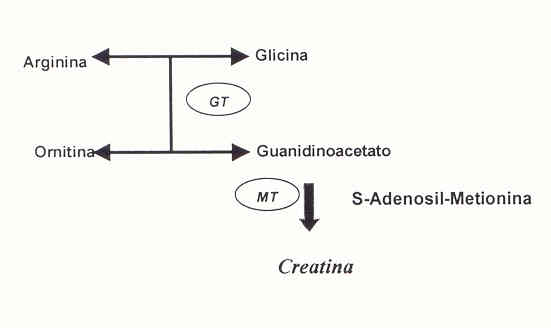 Arginina
Glicina
GT
Ornitina
Guanidinoacetato
MT
S-Adenosil-Metionina
Creatina